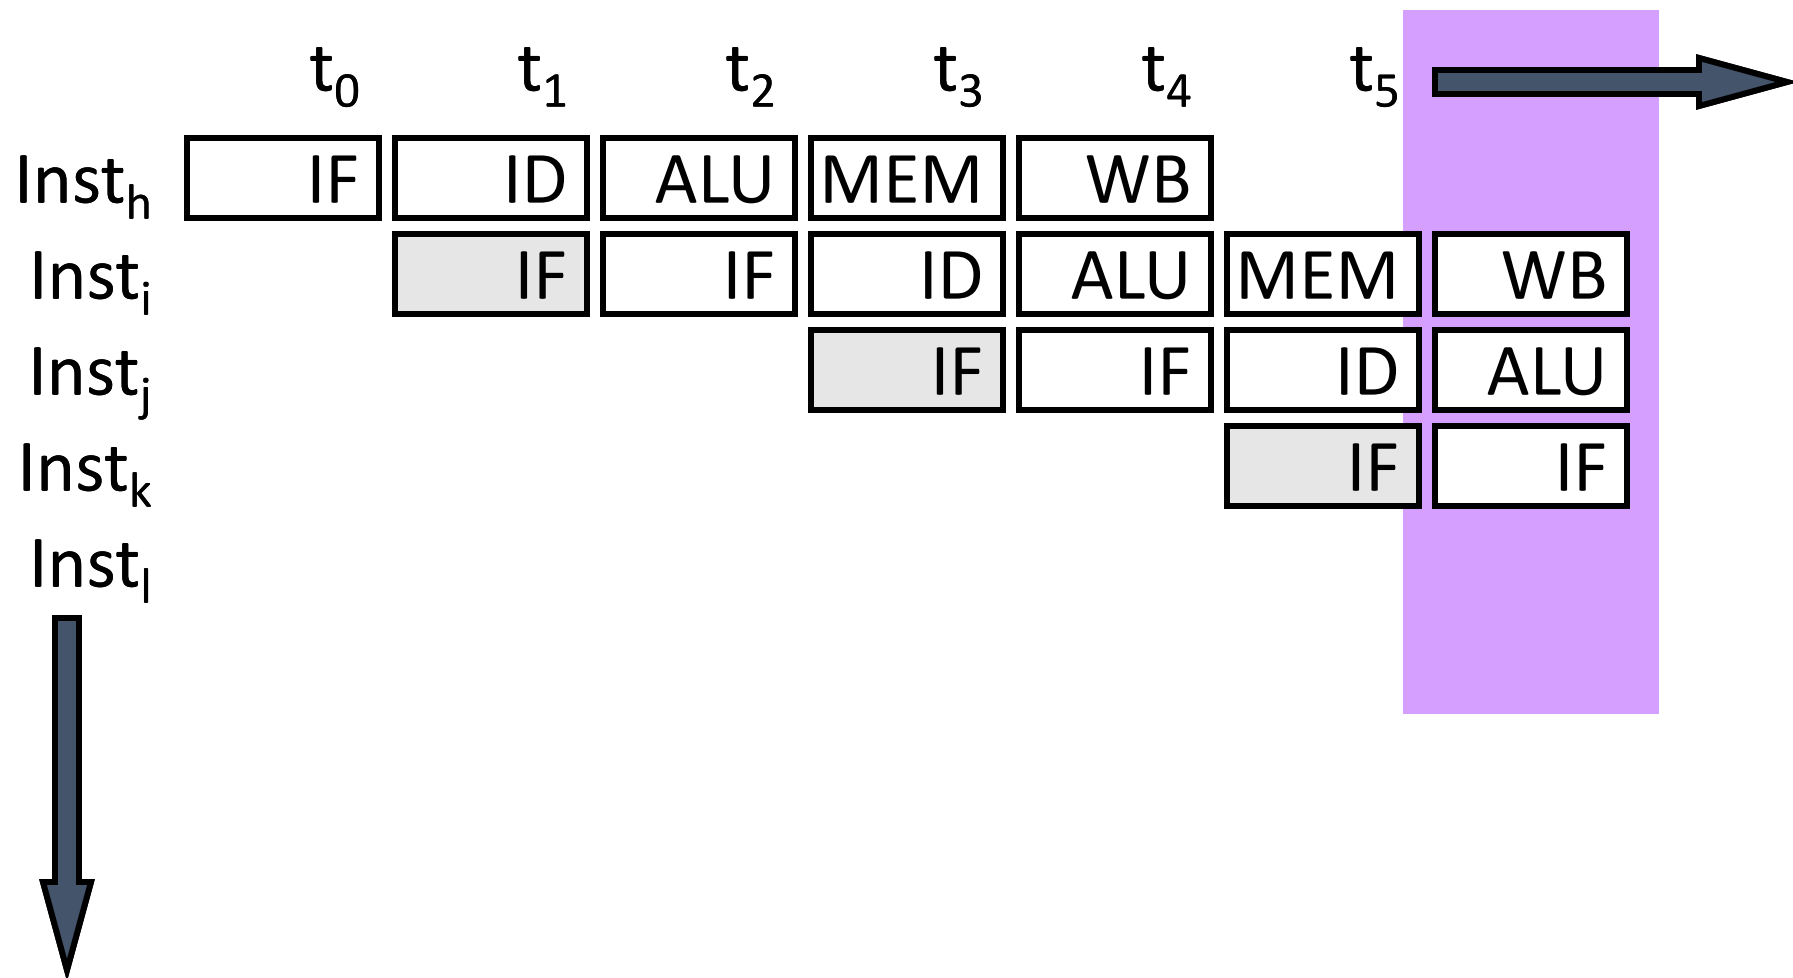 t₀ t₁ t₂ t₃ t₄ t₅
Instₕ IF ID ALU MEM WB
Instᵢ IF IF ID ALU MEM WB
Instⱼ IF IF ID ALU
Instₖ IF IF
Instₗ